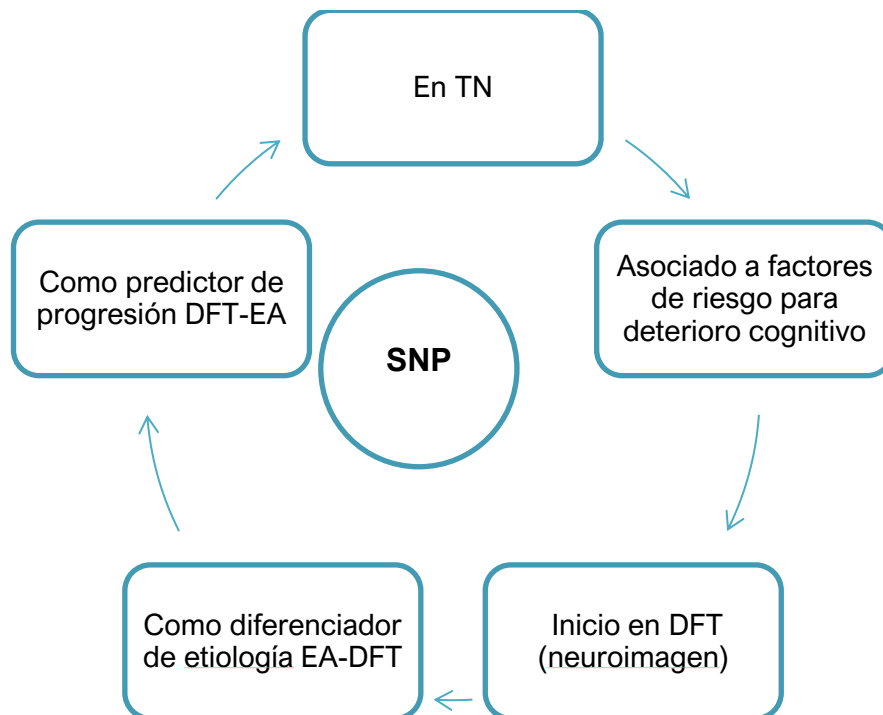 En TN
Asociado a factores
de riesgo para
deterioro cognitivo
Inicio en DFT
(neuroimagen)
Como diferenciador
de etiología EA-DFT
Como predictor de
progresión DFT-EA
SNP